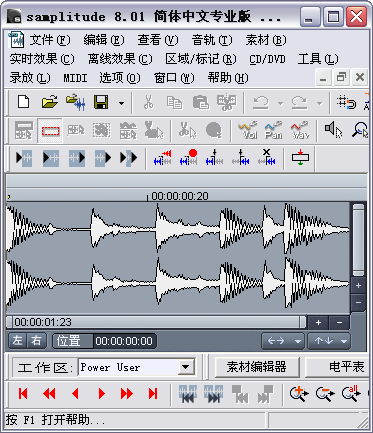 samplitude 8.01 简体中文专业版 ...
文件(F) 编辑(E) 查看(V) 音轨(T) 素材(B)
实时效果(C) 离线效果(C) 区域/标记(R) CD/DVD 工具(L)
录放(L) MIDI 选项(O) 窗口(W) 帮助(H)
Vol Pan Wav
00:00:00:20
00:00:01:23
左 右 位置 00:00:00:00
工作区: Power User 素材编辑器 电平表
all
按 F1 打开帮助...